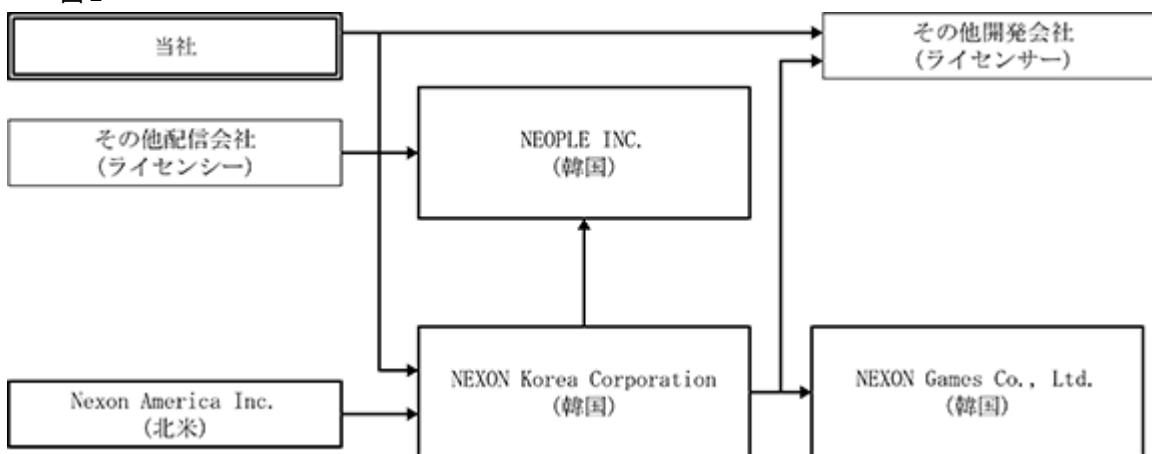 当社
その他開発会社
(ライセンサー)
その他配信会社
(ライセンシー)
NEOPLE INC.
(韓国)
NEXON Korea Corporation
(韓国)
NEXON Games Co., Ltd.
(韓国)
Nexon America Inc.
(北米)